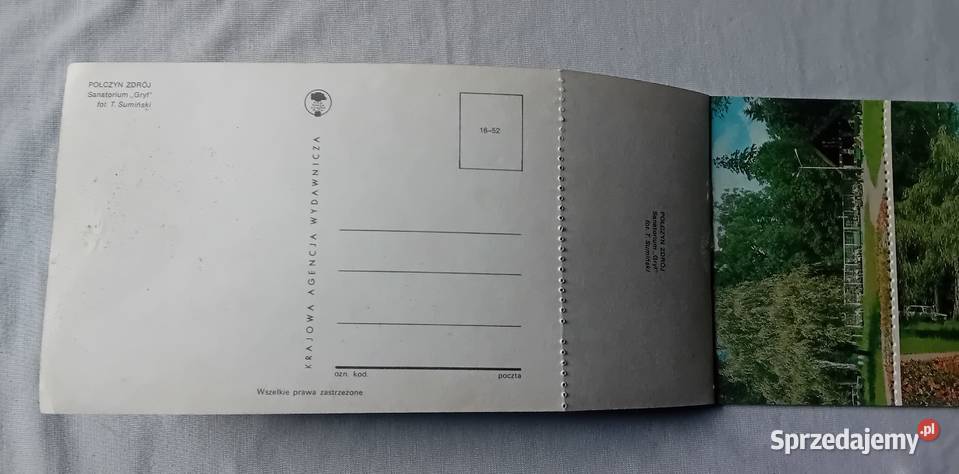 POŁCZYN ZDRÓJ
Sanatorium „Gryf"
fot. T. Sumiński
KRAJOWA AGENCJA WYDAWNICZA
16–52
ozn. kod.
poczta
Wszelkie prawa zastrzeżone
POŁCZYN ZDRÓJ
Sanatorium „Gryf"
fot. T. Sumiński
Sprzedajemy.pl